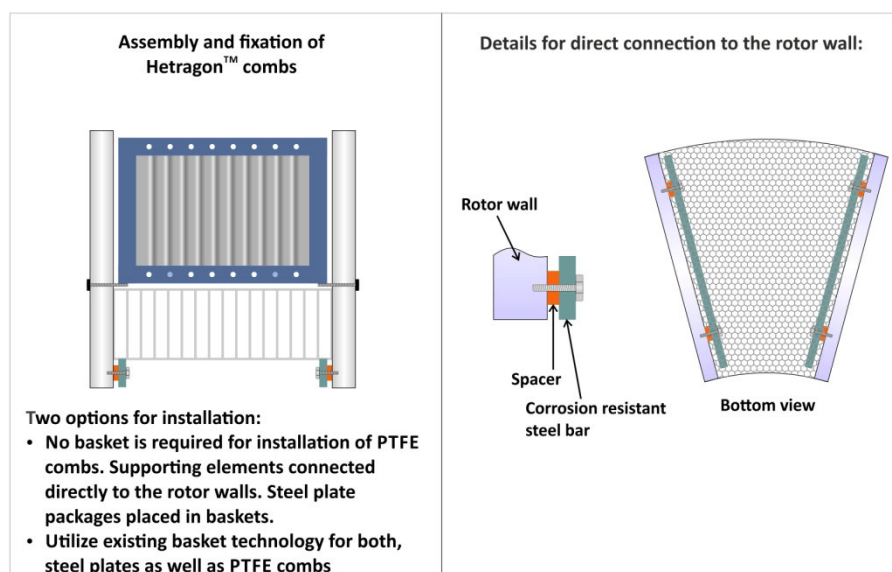 Assembly and fixation of
Hetragon™ combs
Two options for installation:
• No basket is required for installation of PTFE
combs. Supporting elements connected
directly to the rotor walls. Steel plate
packages placed in baskets.
• Utilize existing basket technology for both,
steel plates as well as PTFE combs
Details for direct connection to the rotor wall:
Rotor wall
Spacer
Corrosion resistant
steel bar
Bottom view